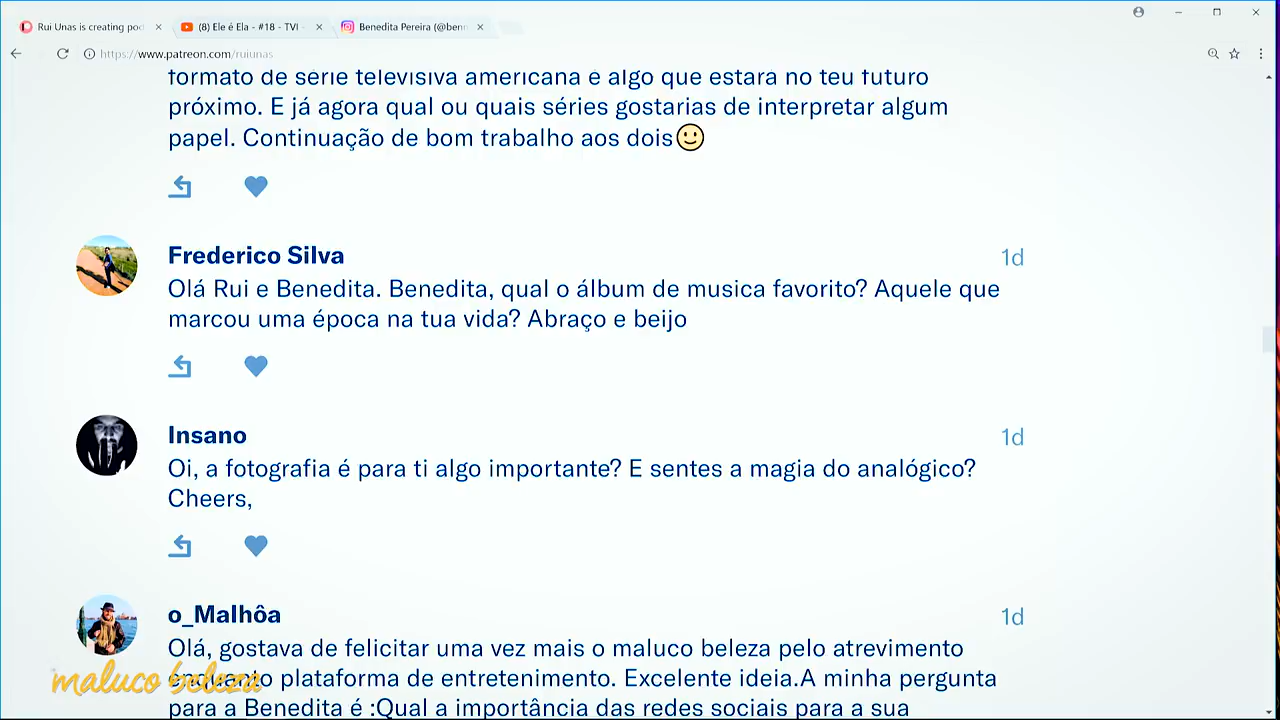 Rui Unas is creating pod
(8) Ele é Ela - #18 - TVI
Benedita Pereira (@benn
https://www.patreon.com/ruiunas
formato de série televisiva americana é algo que estará no teu futuro
próximo. E já agora qual ou quais séries gostarias de interpretar algum
papel. Continuação de bom trabalho aos dois
Frederico Silva
1d
Olá Rui e Benedita. Benedita, qual o álbum de musica favorito? Aquele que
marcou uma época na tua vida? Abraço e beijo
Insano
1d
Oi, a fotografia é para ti algo importante? E sentes a magia do analógico?
Cheers,
o_Malhôa
1d
Olá, gostava de felicitar uma vez mais o maluco beleza pelo atrevimento
enquanto plataforma de entretenimento. Excelente ideia.A minha pergunta
para a Benedita é :Qual a importância das redes sociais para a sua
maluco beleza